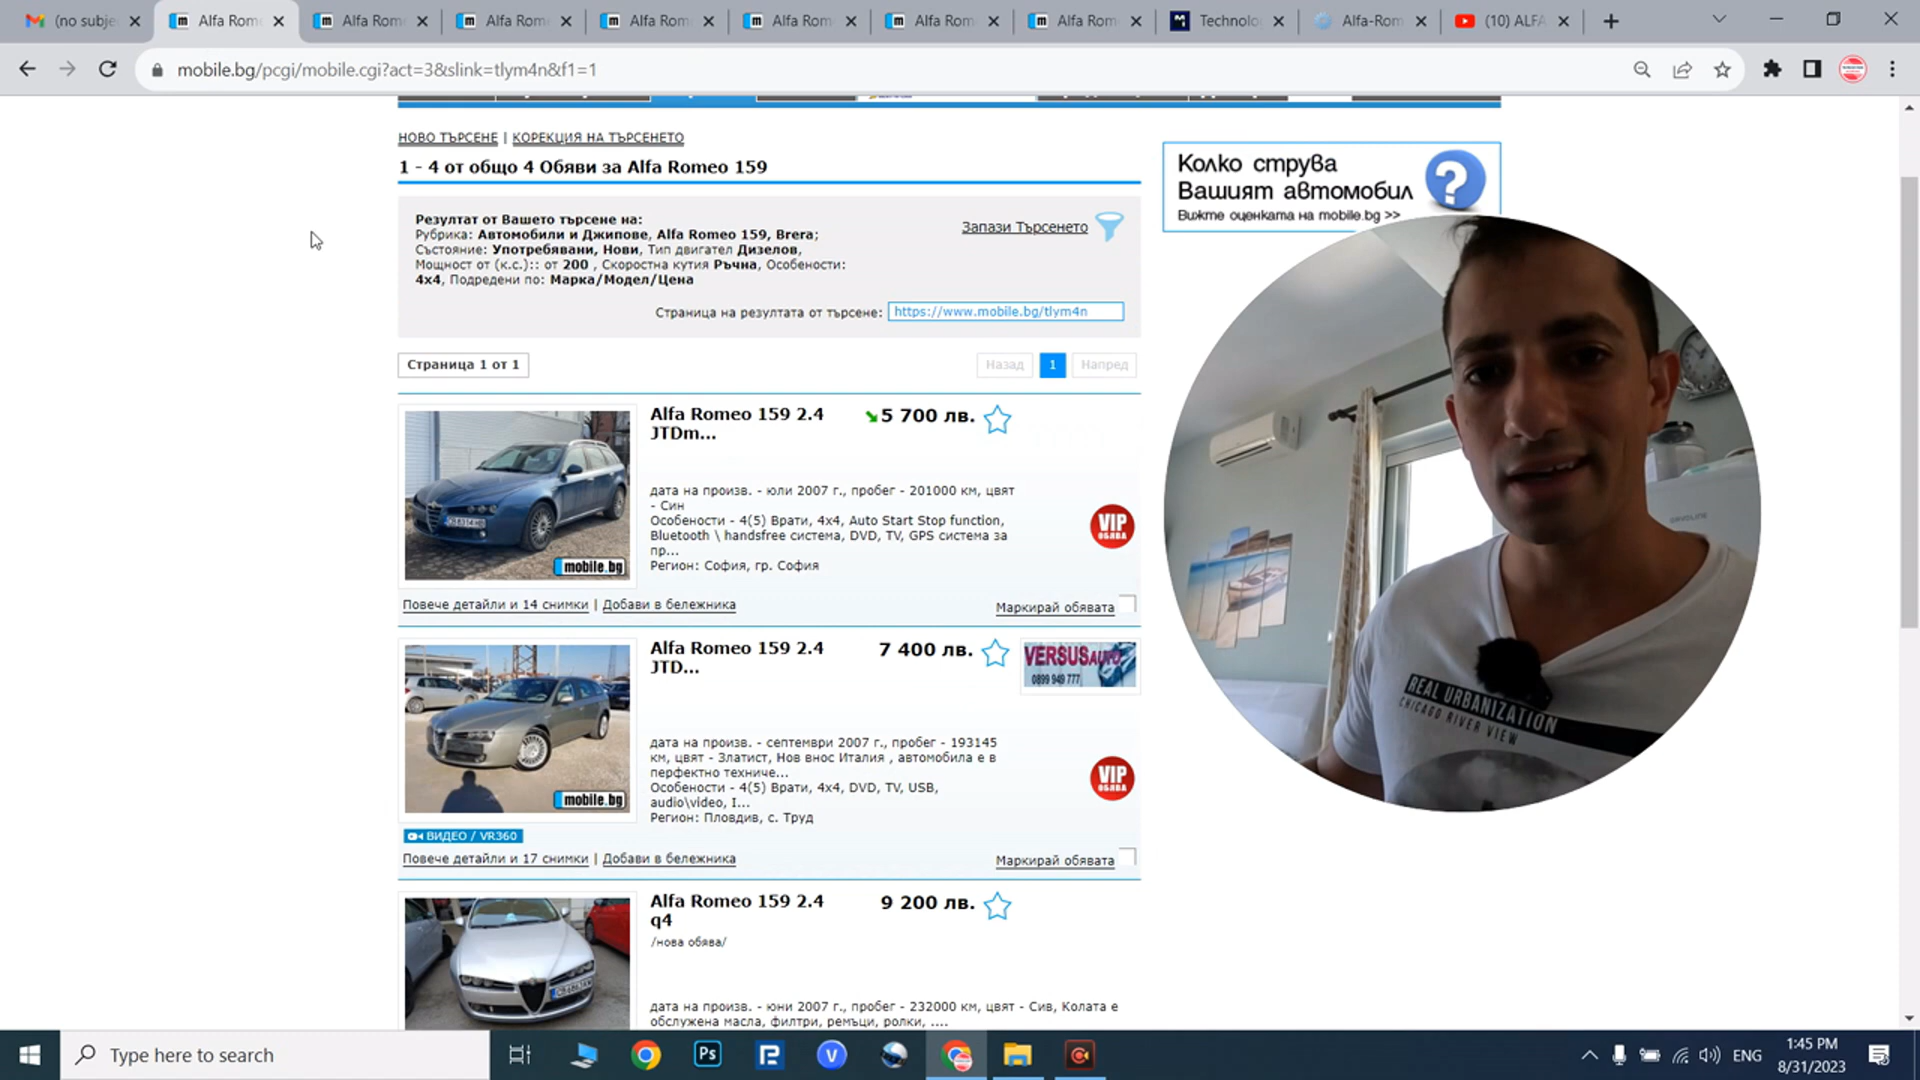 (no subje
Alfa Rom
Alfa Rom
Alfa Rom
Alfa Rom
Alfa Rom
Alfa Rom
Alfa Rom
Technolo
Alfa-Rom
(10) ALFA
mobile.bg/pcgi/mobile.cgi?act=3&slink=tlym4n&f1=1
НОВО ТЪРСЕНЕ | КОРЕКЦИЯ НА ТЪРСЕНЕТО
1 - 4 от общо 4 Обяви за Alfa Romeo 159
Колко струва
Вашият автомобил
Вижте оценката на mobile.bg >>
Резултат от Вашето търсене на:
Рубрика: Автомобили и Джипове, Alfa Romeo 159, Brera;
Състояние: Употребявани, Нови, Тип двигател Дизелов,
Мощност от (к.с.):: от 200 , Скоростна кутия Ръчна, Особености:
4x4, Подредени по: Марка/Модел/Цена
Запази Търсенето
Страница на резултата от търсене: https://www.mobile.bg/tlym4n
Страница 1 от 1
Назад 1 Напред
Alfa Romeo 159 2.4
JTDm...
5 700 лв.
дата на произв. - юли 2007 г., пробег - 201000 км, цвят
- Син
Особености - 4(5) Врати, 4x4, Auto Start Stop function,
Bluetooth \ handsfree система, DVD, TV, GPS система за
пр...
Регион: София, гр. София
VIP
ОБЯВА
mobile.bg
Повече детайли и 14 снимки | Добави в бележника
Маркирай обявата
Alfa Romeo 159 2.4
JTD...
7 400 лв.
VERSUSAUTO
0899 949 777
дата на произв. - септември 2007 г., пробег - 193145
км, цвят - Златист, Нов внос Италия , автомобила е в
перфектно техниче...
Особености - 4(5) Врати, 4x4, DVD, TV, USB,
audio\video, I...
Регион: Пловдив, с. Труд
VIP
ОБЯВА
mobile.bg
ВИДЕО / VR360
Повече детайли и 17 снимки | Добави в бележника
Маркирай обявата
Alfa Romeo 159 2.4
q4
9 200 лв.
/нова обява/
дата на произв. - юни 2007 г., пробег - 232000 км, цвят - Сив, Колата е
обслужена масла, филтри, ремъци, ролки, ....
REAL URBANIZATION
CHICAGO RIVER VIEW
Type here to search
Ps
ENG
1:45 PM
8/31/2023